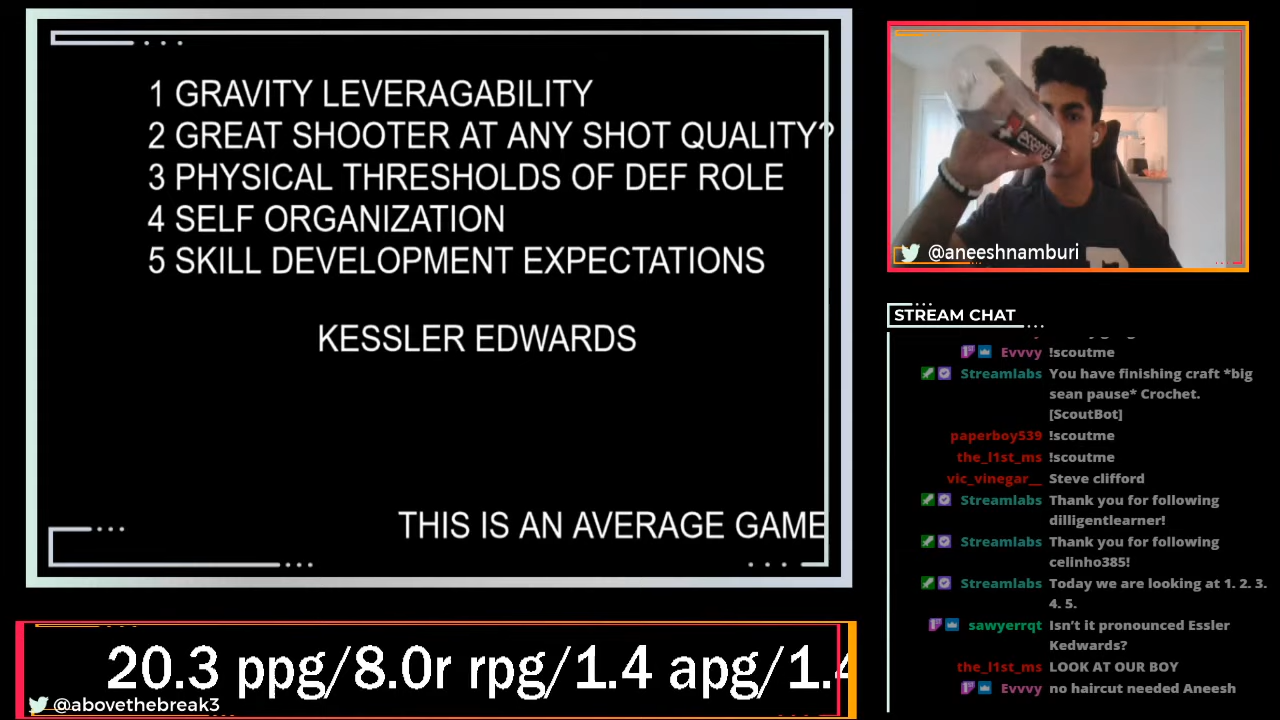 1 GRAVITY LEVERAGABILITY
2 GREAT SHOOTER AT ANY SHOT QUALITY?
3 PHYSICAL THRESHOLDS OF DEF ROLE
4 SELF ORGANIZATION
5 SKILL DEVELOPMENT EXPECTATIONS
KESSLER EDWARDS
THIS IS AN AVERAGE GAME
20.3 ppg/8.0r rpg/1.4 apg/1.4
@abovethebreak3
@aneeshnamburi
STREAM CHAT
Evvvy !scoutme
Streamlabs You have finishing craft *big
sean pause* Crochet.
[ScoutBot]
paperboy539 !scoutme
the_l1st_ms !scoutme
vic_vinegar__ Steve clifford
Streamlabs Thank you for following
dilligentlearner!
Streamlabs Thank you for following
celinho385!
Streamlabs Today we are looking at 1. 2. 3.
4. 5.
sawyerrqt Isn't it pronounced Essler
Kedwards?
the_l1st_ms LOOK AT OUR BOY
Evvvy no haircut needed Aneesh